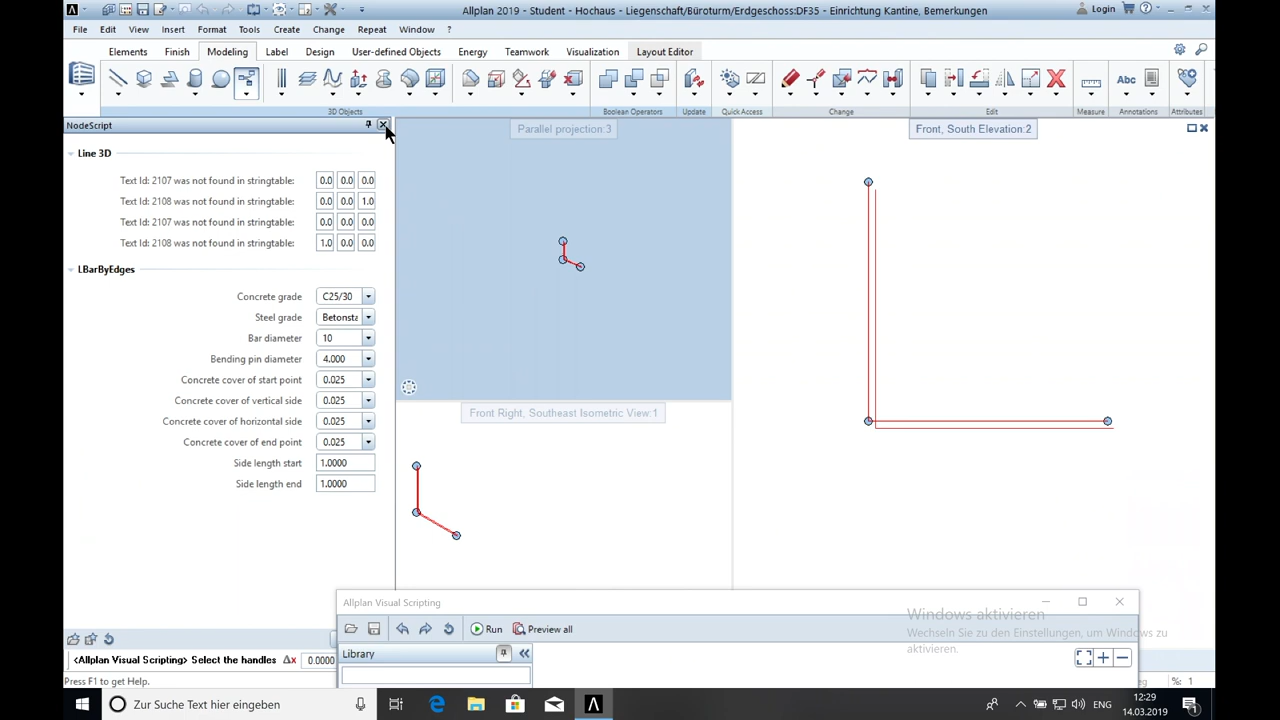 Allplan 2019 - Student - Hochaus - Liegenschaft/Büroturm/Erdgeschoss:DF35 - Einrichtung Kantine, Bemerkungen
Login
File Edit View Insert Format Tools Create Change Repeat Window ?
Elements Finish Modeling Label Design User-defined Objects Energy Teamwork Visualization Layout Editor
Abc
3D Objects Boolean Operators Update Quick Access Change Edit Measure Annotations Attributes
NodeScript
Parallel projection:3
Front, South Elevation:2
Line 3D
Text Id: 2107 was not found in stringtable: 0.0 0.0 0.0
Text Id: 2108 was not found in stringtable: 0.0 0.0 1.0
Text Id: 2107 was not found in stringtable: 0.0 0.0 0.0
Text Id: 2108 was not found in stringtable: 1.0 0.0 0.0
LBarByEdges
Concrete grade C25/30
Steel grade Betonsta
Bar diameter 10
Bending pin diameter 4.000
Concrete cover of start point 0.025
Concrete cover of vertical side 0.025
Concrete cover of horizontal side 0.025
Concrete cover of end point 0.025
Side length start 1.0000
Side length end 1.0000
Front Right, Southeast Isometric View:1
Allplan Visual Scripting
Run Preview all
Library
Windows aktivieren
Wechseln Sie zu den Einstellungen, um Windows zu
aktivieren.
<Allplan Visual Scripting> Select the handles Δx 0.0000
Press F1 to get Help.
%: 1
Zur Suche Text hier eingeben
ENG
12:29
14.03.2019
1